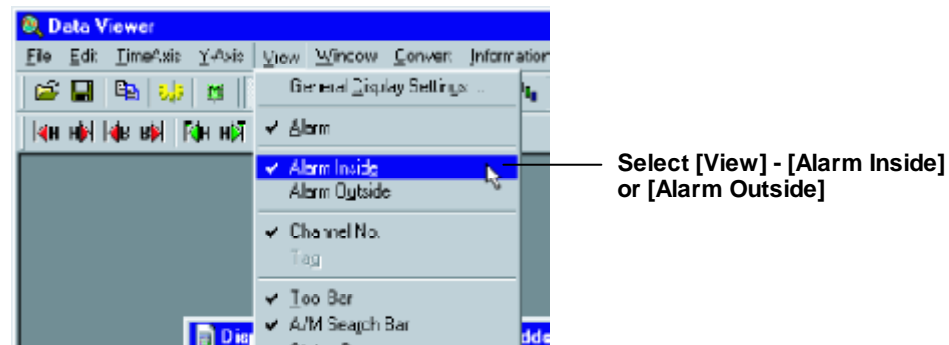 Data Viewer
File Edit TimeAxis Y-Axis View Window Convert Information
General Display Settings ...
Alarm
Alarm Inside
Alarm Outside
Select [View] - [Alarm Inside]
or [Alarm Outside]
Channel No.
Tag
Tool Bar
A/M Search Bar